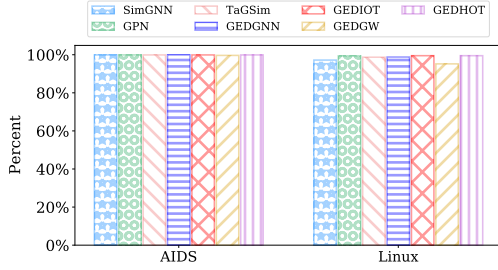 SimGNN TaGSim GEDIOT GEDHOT
GPN GEDGNN GEDGW
100%
80%
60%
40%
20%
0%
Percent
AIDS Linux